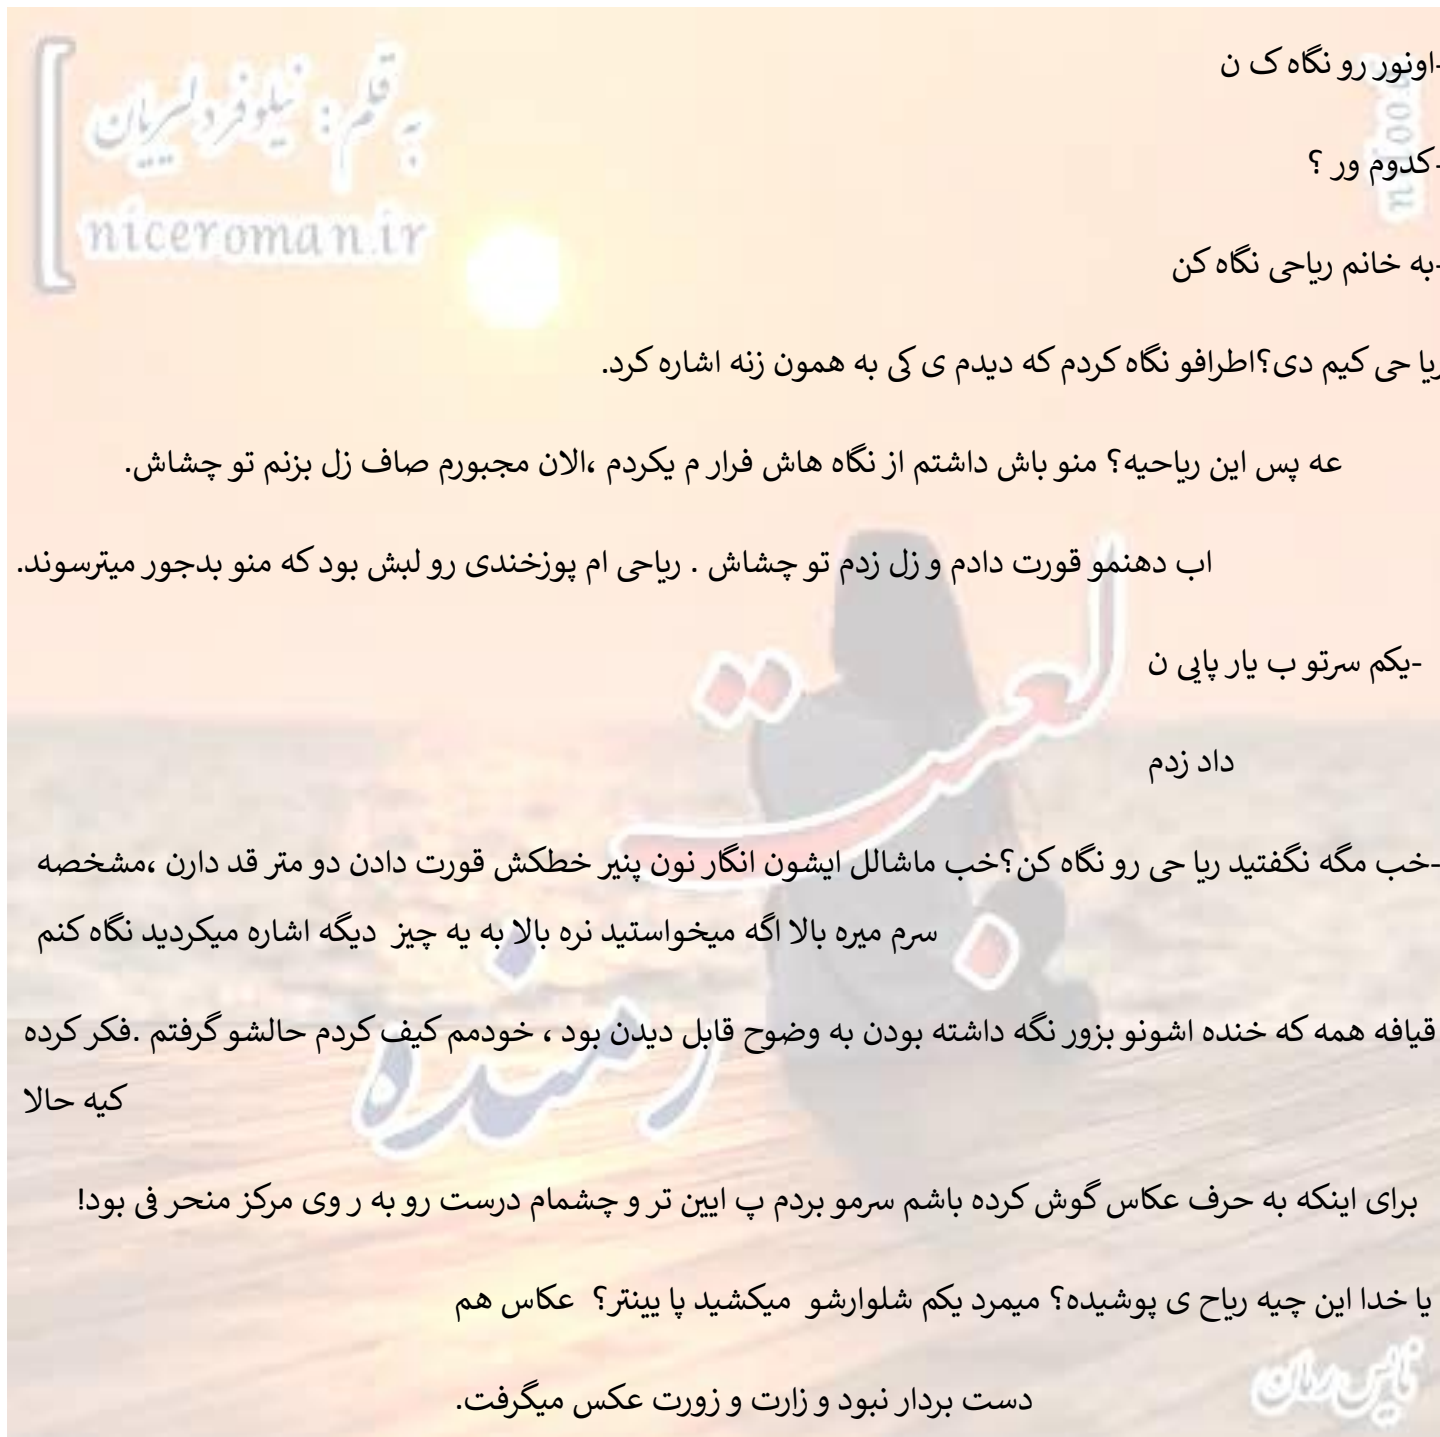 به قلم: نیلوفر دلسریان
niceroman.ir
-اونور رو نگاه ک ن
-کدوم ور ؟
-به خانم ریاحی نگاه کن
ریا حی کیم دی؟اطرافو نگاه کردم که دیدم ی کی به همون زنه اشاره کرد.
عه پس این ریاحیه؟ منو باش داشتم از نگاه هاش فرار م یکردم ،الان مجبورم صاف زل بزنم تو چشاش.
اب دهنمو قورت دادم و زل زدم تو چشاش . ریاحی ام پوزخندی رو لبش بود که منو بدجور میترسوند.
-یکم سرتو ب یار پایی ن
داد زدم
-خب مگه نگفتید ریا حی رو نگاه کن؟خب ماشالل ایشون انگار نون پنیر خطکش قورت دادن دو متر قد دارن ،مشخصه
سرم میره بالا اگه میخواستید نره بالا به یه چیز دیگه اشاره میکردید نگاه کنم
قیافه همه که خنده اشونو بزور نگه داشته بودن به وضوح قابل دیدن بود ، خودمم کیف کردم حالشو گرفتم .فکر کرده
کیه حالا
برای اینکه به حرف عکاس گوش کرده باشم سرمو بردم پ ایین تر و چشمام درست رو به ر وی مرکز منحر فی بود!
یا خدا این چیه ریاح ی پوشیده؟ میمرد یکم شلوارشو میکشید پا یینتر؟ عکاس هم
دست بردار نبود و زارت و زورت عکس میگرفت.
لعبت
رمنده
نایس رمان